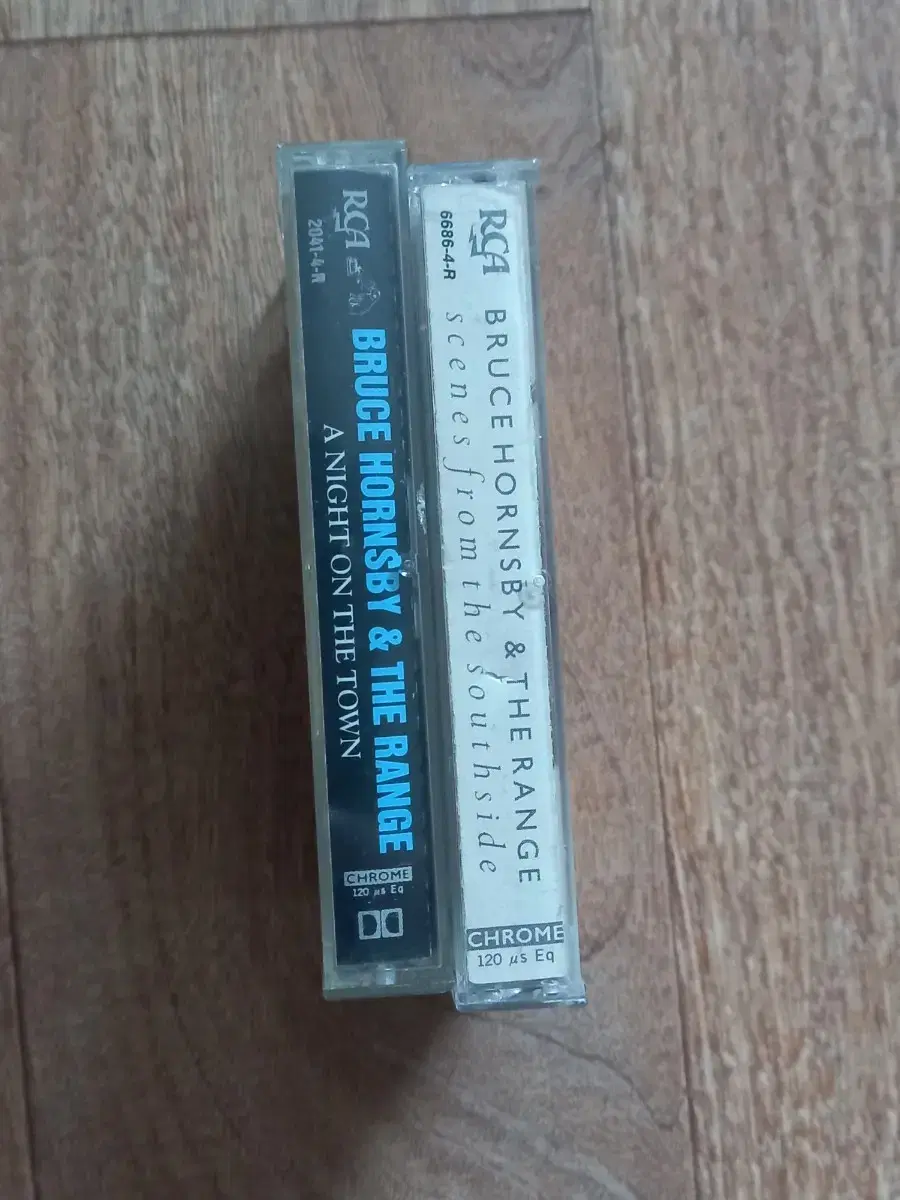 RCA
2041-4-R
BRUCE HORNSBY & THE RANGE
A NIGHT ON THE TOWN
CHROME
120 µs Eq
RCA
6686-4-R
BRUCE HORNSBY & THE RANGE
scenes from the southside
CHROME
120 µs Eq